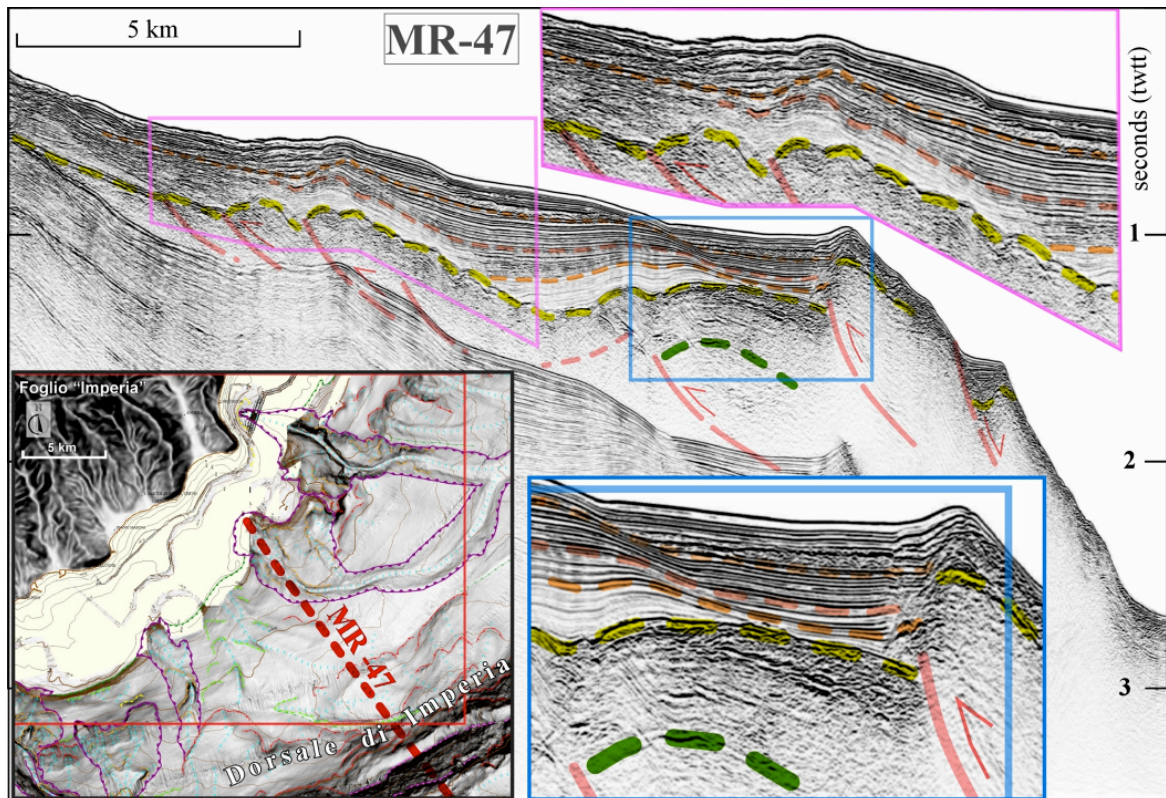 5 km
MR-47
seconds (twtt)
1
2
3
Foglio "Imperia"
N
5 km
MR-47
Dorsale di Imperia